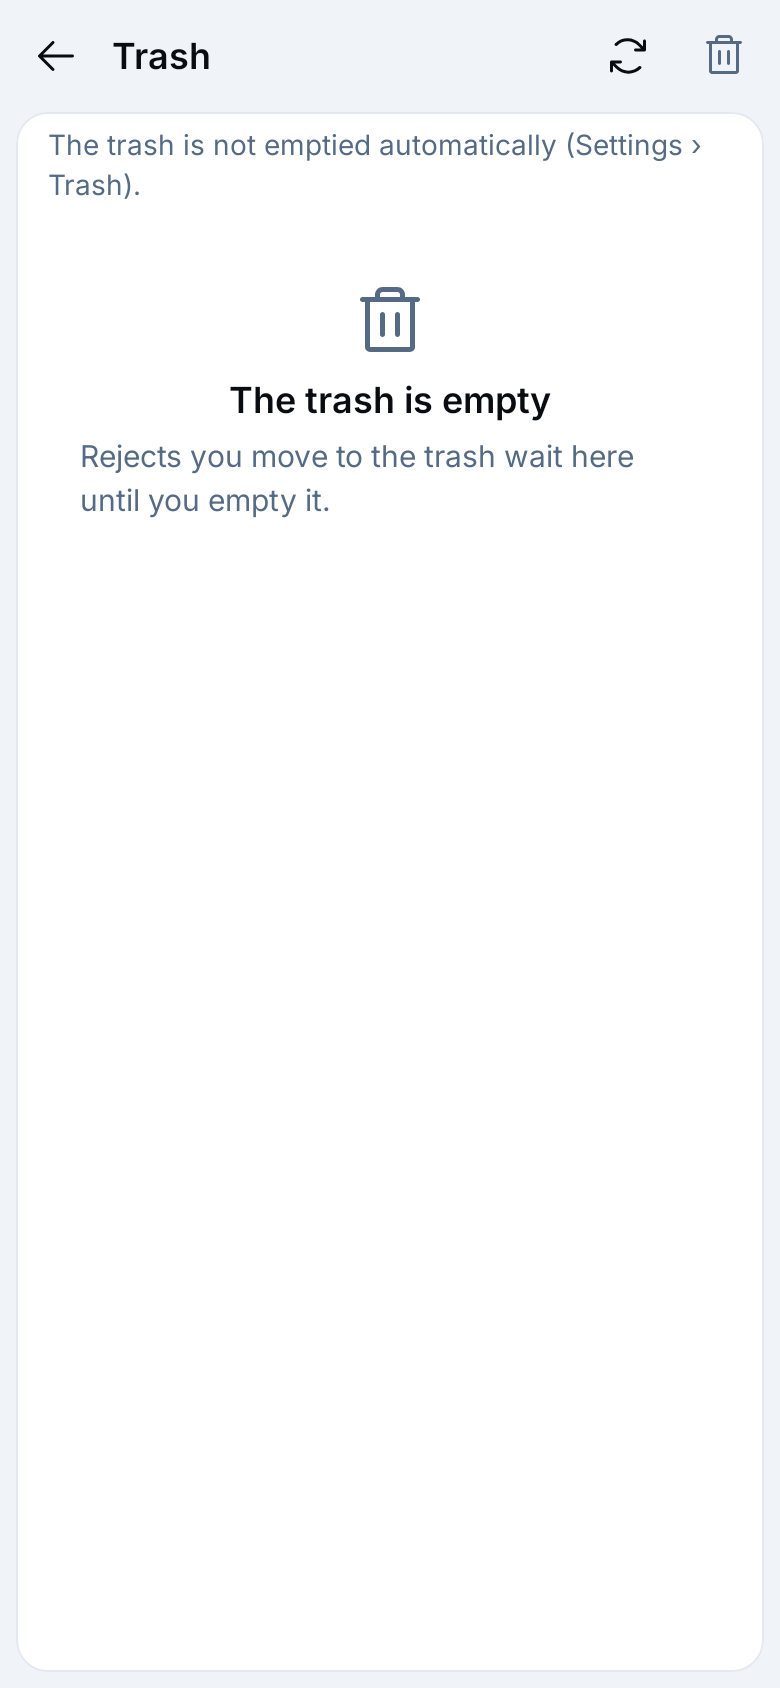 Trash
The trash is not emptied automatically (Settings ›
Trash).
The trash is empty
Rejects you move to the trash wait here
until you empty it.